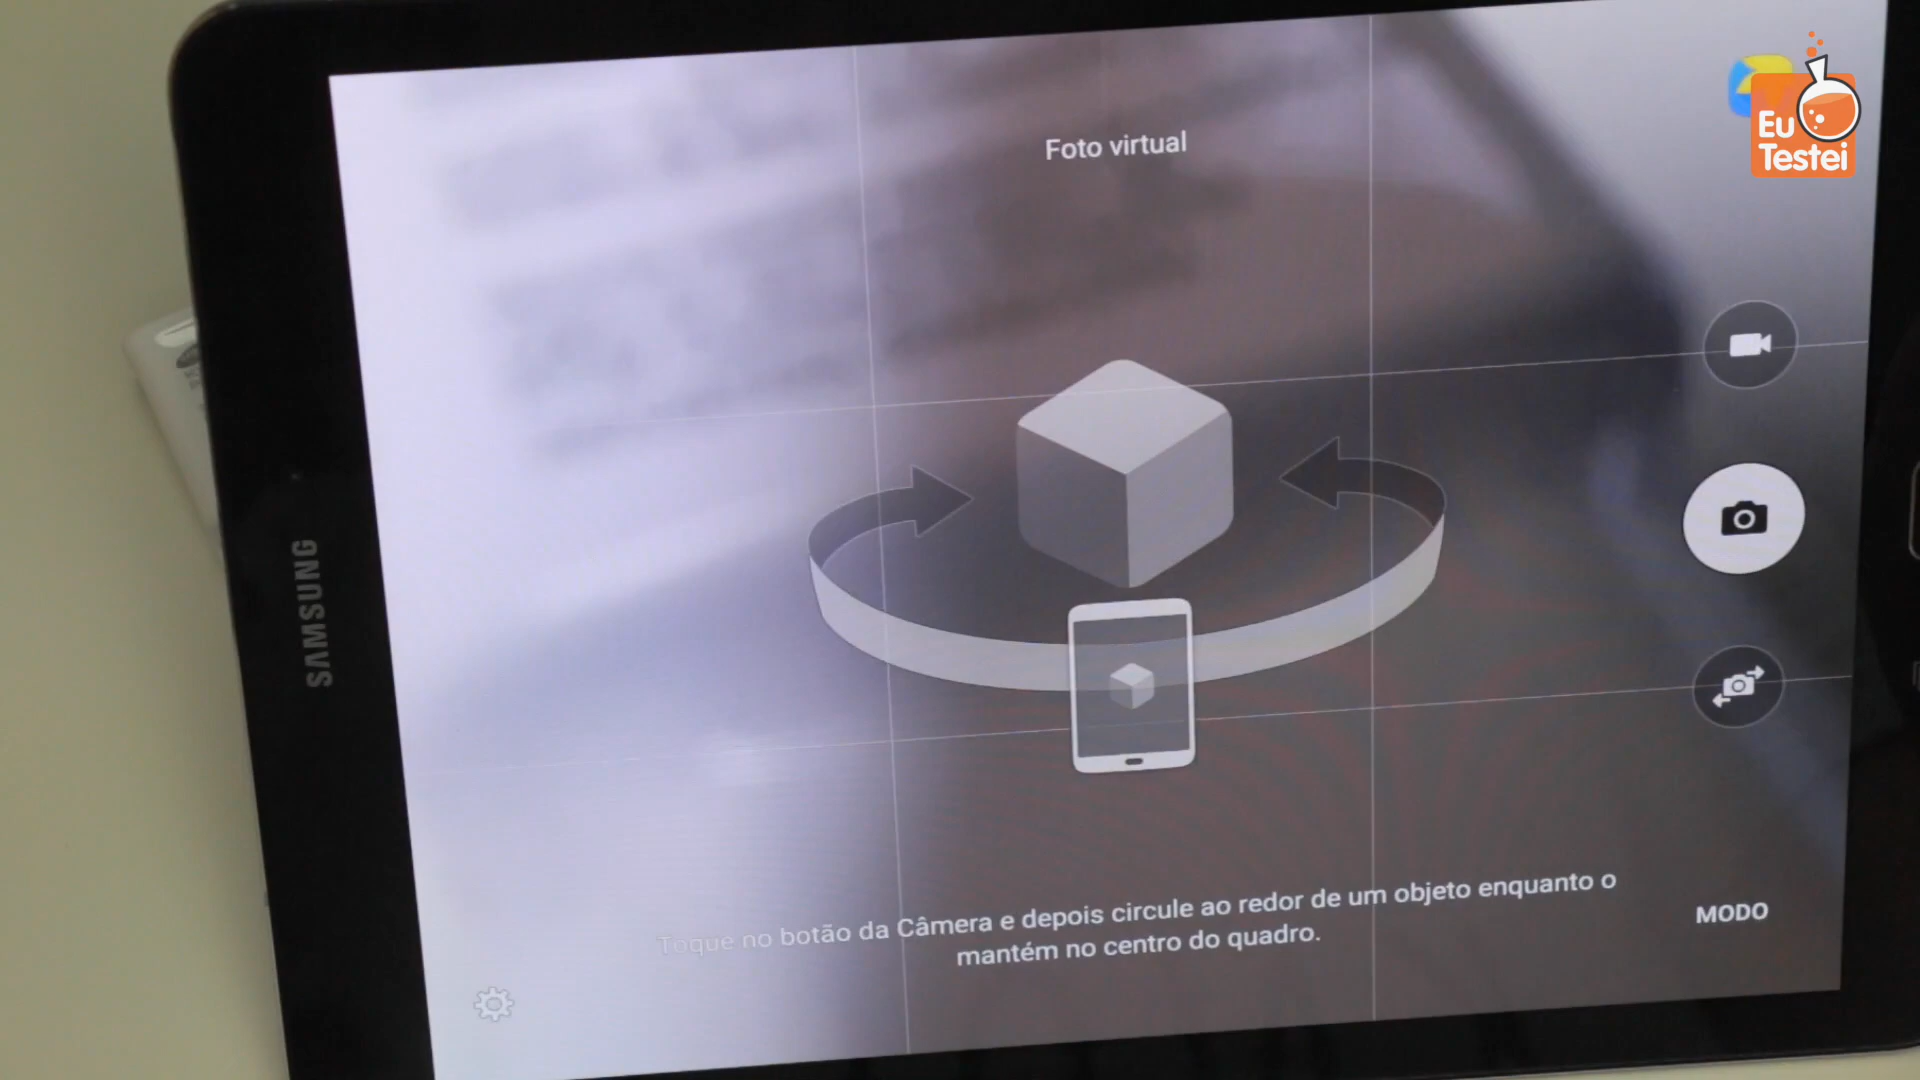 Foto virtual
Eu
Testei
SAMSUNG
Toque no botão da Câmera e depois circule ao redor de um objeto enquanto o
mantém no centro do quadro.
MODO